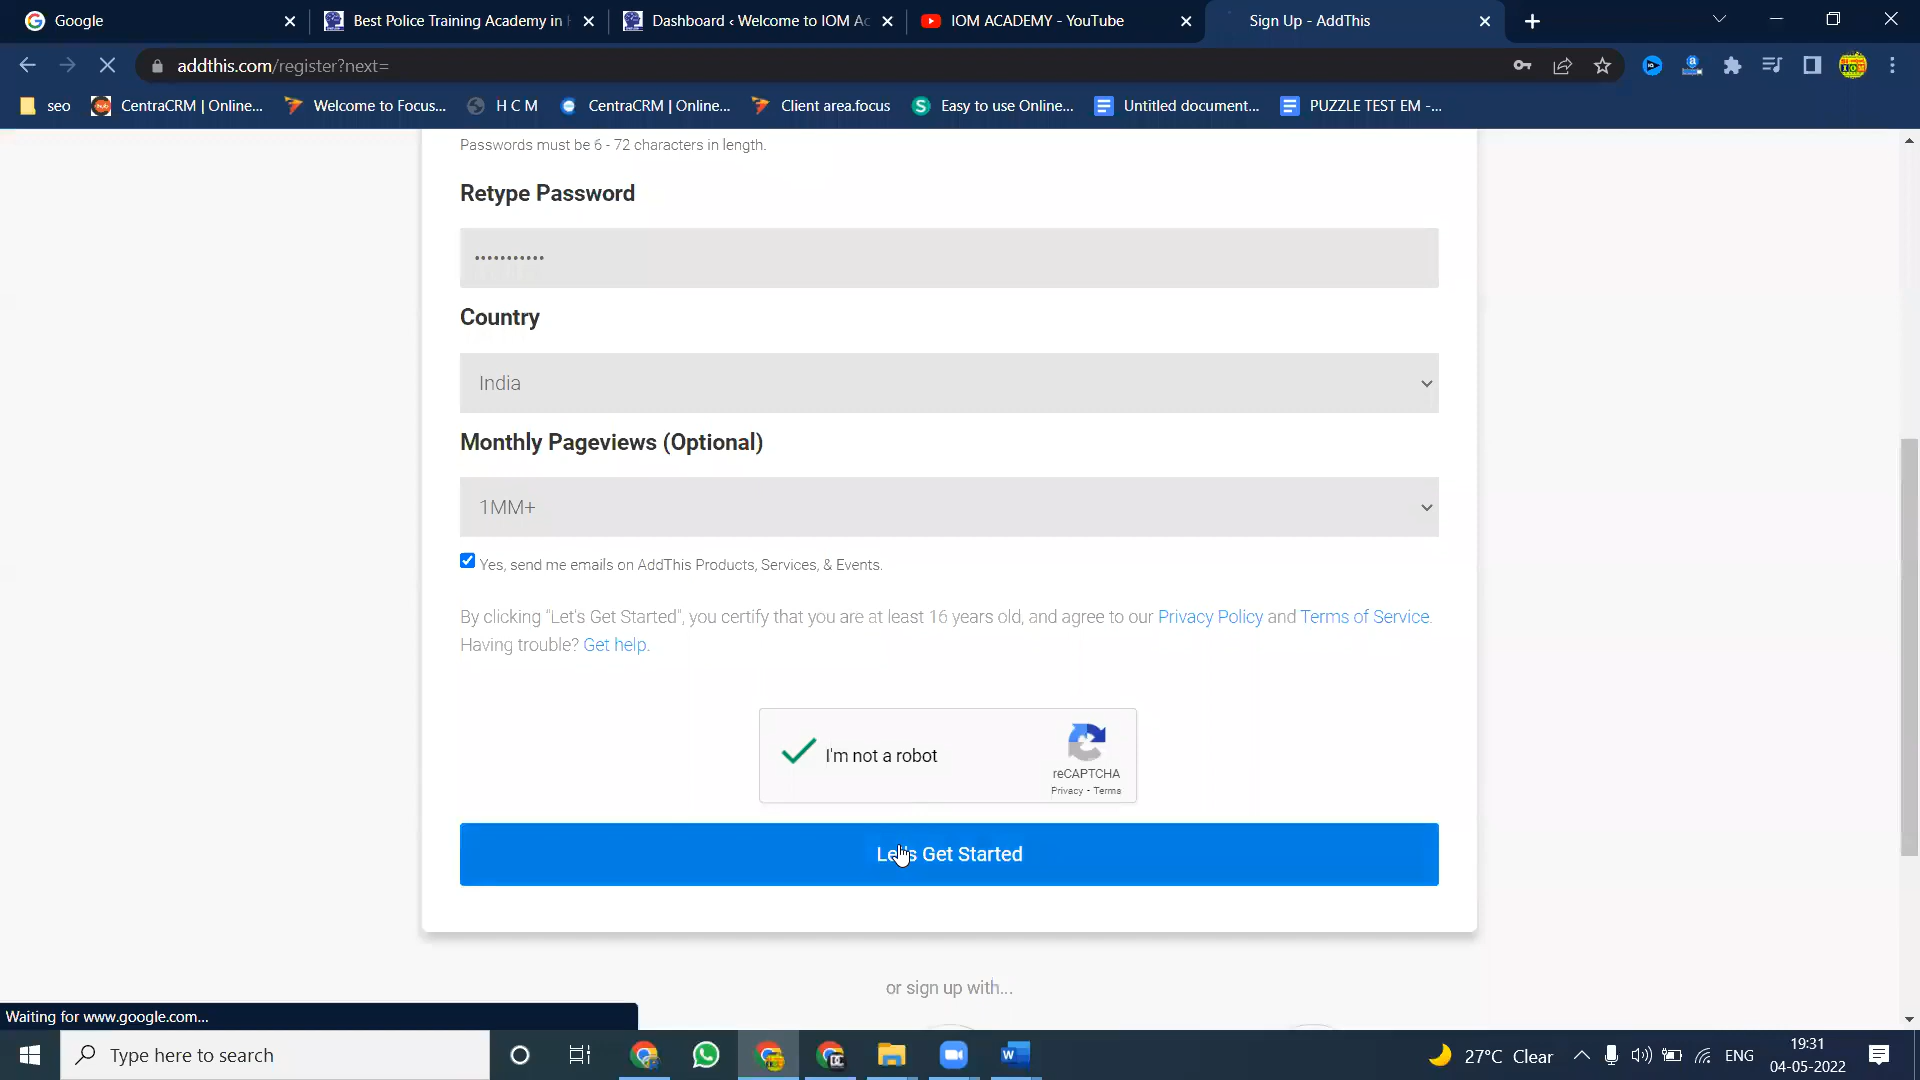 Google
Best Police Training Academy in
Dashboard ‹ Welcome to IOM Ac
IOM ACADEMY - YouTube
Sign Up - AddThis
addthis.com/register?next=
seo
CentraCRM | Online...
Welcome to Focus...
H C M
CentraCRM | Online...
Client area.focus
Easy to use Online...
Untitled document...
PUZZLE TEST EM -...
Passwords must be 6 - 72 characters in length.
Retype Password
•••••••••••
Country
India
Monthly Pageviews (Optional)
1MM+
Yes, send me emails on AddThis Products, Services, & Events.
By clicking "Let's Get Started", you certify that you are at least 16 years old, and agree to our Privacy Policy and Terms of Service.
Having trouble? Get help.
I'm not a robot
reCAPTCHA
Privacy - Terms
Let's Get Started
or sign up with...
Waiting for www.google.com...
Type here to search
27°C Clear
ENG
19:31
04-05-2022